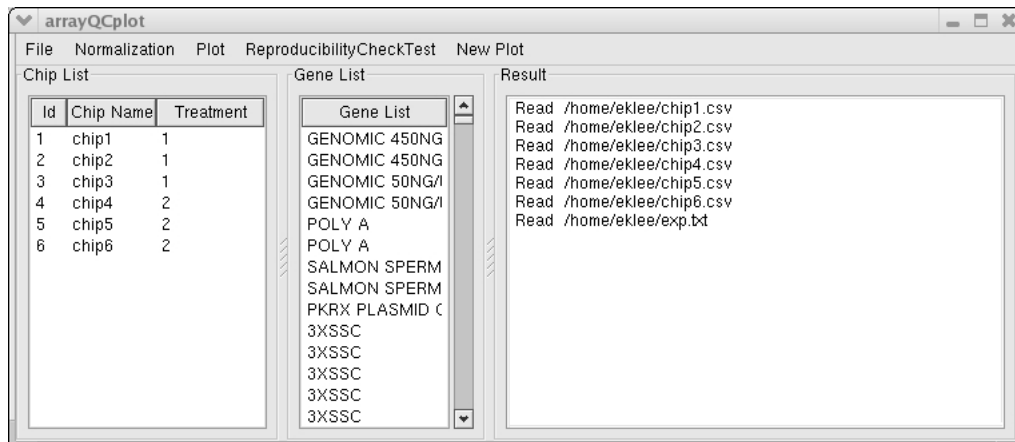 arrayQCplot
File Normalization Plot ReproducibilityCheckTest New Plot
Chip List
Id Chip Name Treatment
1 chip1 1
2 chip2 1
3 chip3 1
4 chip4 2
5 chip5 2
6 chip6 2
Gene List
Gene List
GENOMIC 450NG
GENOMIC 450NG
GENOMIC 50NG/
GENOMIC 50NG/
POLY A
POLY A
SALMON SPERM
SALMON SPERM
PKRX PLASMID
3XSSC
3XSSC
3XSSC
3XSSC
3XSSC
Result
Read /home/eklee/chip1.csv
Read /home/eklee/chip2.csv
Read /home/eklee/chip3.csv
Read /home/eklee/chip4.csv
Read /home/eklee/chip5.csv
Read /home/eklee/chip6.csv
Read /home/eklee/exp.txt